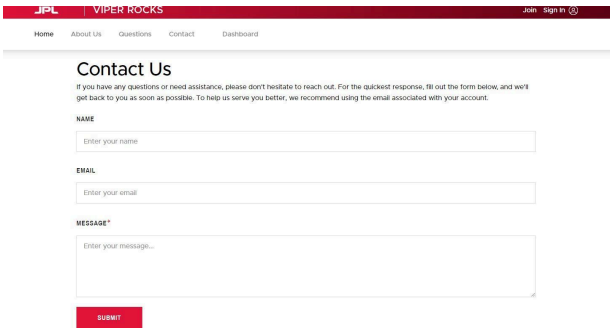 JPL VIPER ROCKS Join Sign In
Home About Us Questions Contact Dashboard
Contact Us
If you have any questions or need assistance, please don't hesitate to reach out. For the quickest response, fill out the form below, and we'll
get back to you as soon as possible. To help us serve you better, we recommend using the email associated with your account.
NAME
Enter your name
EMAIL
Enter your email
MESSAGE*
Enter your message...
SUBMIT